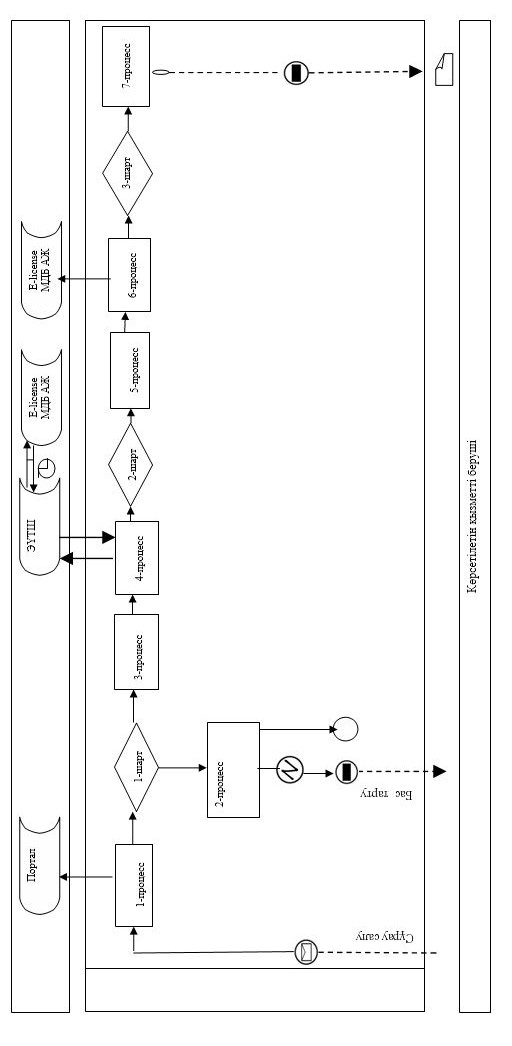 Портал
ЭҮТШ
E-license
МДБ АЖ
E-license
МДБ АЖ
1-процесс
1-шарт
2-процесс
3-процесс
4-процесс
2-шарт
5-процесс
6-процесс
3-шарт
7-процесс
Сұрау салу
Бас тарту
Көрсетілетін қызметті беруші